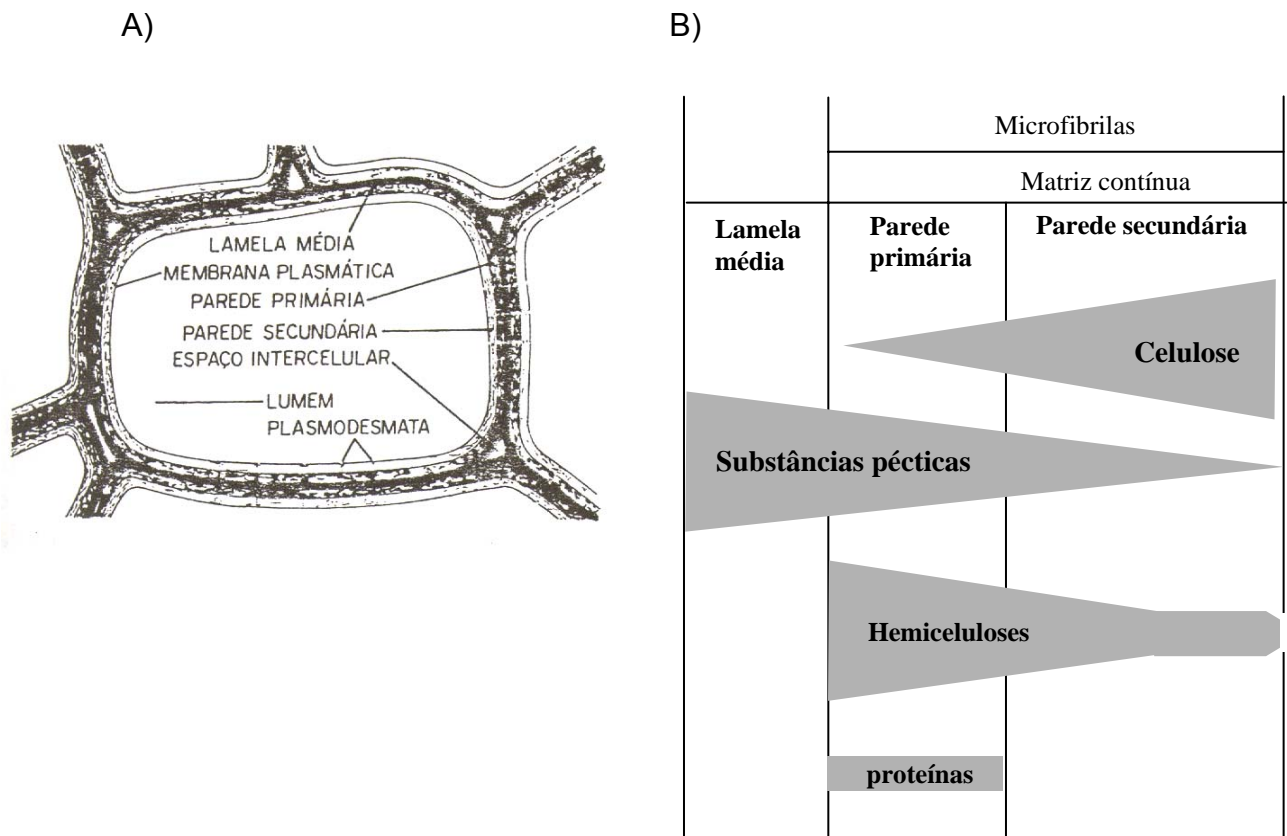 A)
LAMELA MÉDIA
MEMBRANA PLASMÁTICA
PAREDE PRIMÁRIA
PAREDE SECUNDÁRIA
ESPAÇO INTERCELULAR
LUMEM
PLASMODESMATA
B)
Microfibrilas
Matriz contínua
Lamela
média
Parede
primária
Parede secundária
Celulose
Substâncias pécticas
Hemiceluloses
proteínas